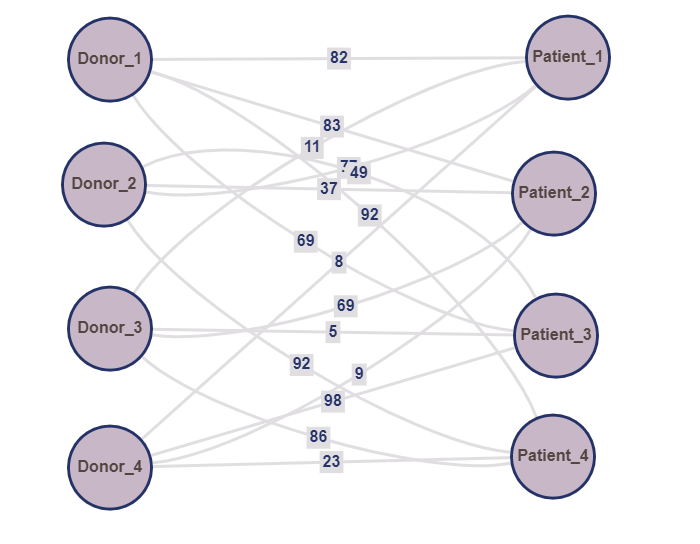 Donor_1
82
Patient_1
83
11
77
49
Donor_2
37
Patient_2
92
69
8
69
Donor_3
5
Patient_3
92
9
98
86
Donor_4
23
Patient_4